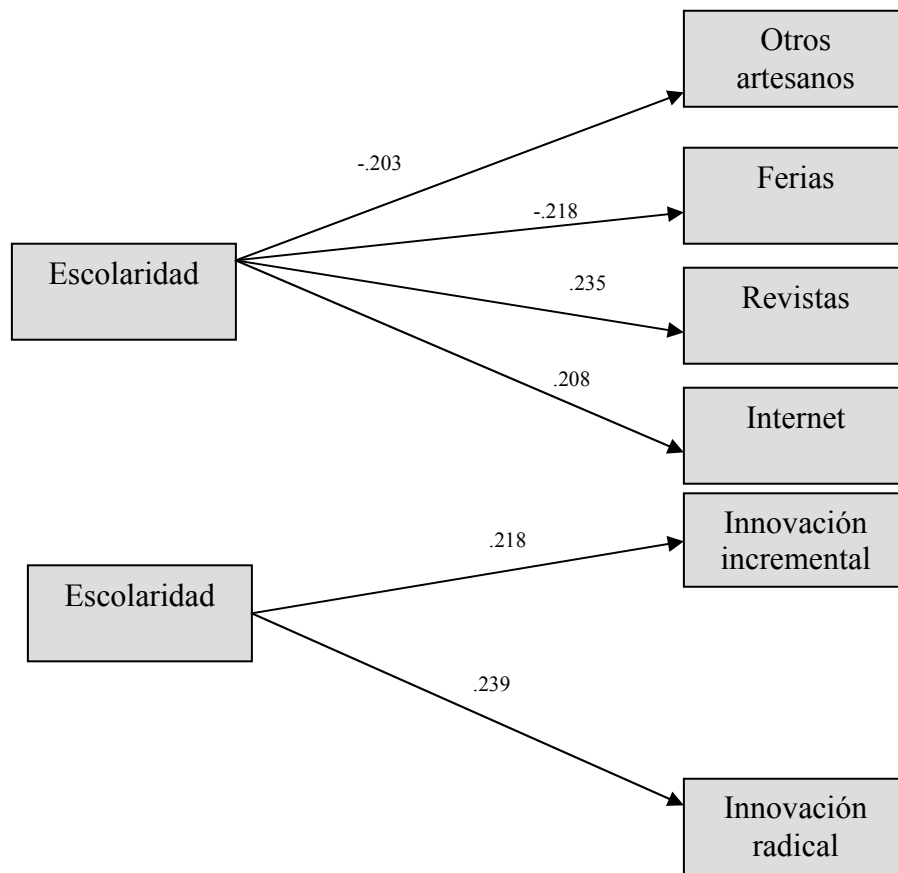 Otros
artesanos
-.203
Ferias
-.218
Escolaridad
.235
Revistas
.208
Internet
Innovación
incremental
.218
Escolaridad
.239
Innovación
radical